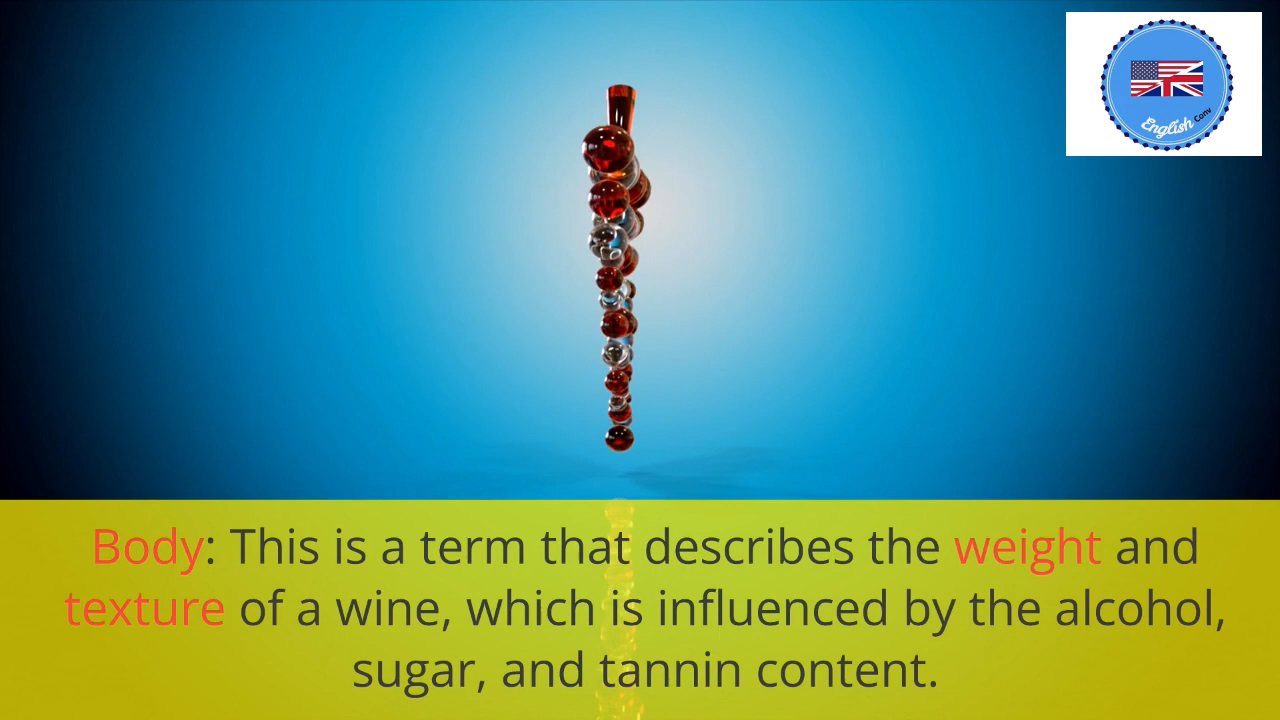 English Conv
Body: This is a term that describes the weight and
texture of a wine, which is influenced by the alcohol,
sugar, and tannin content.